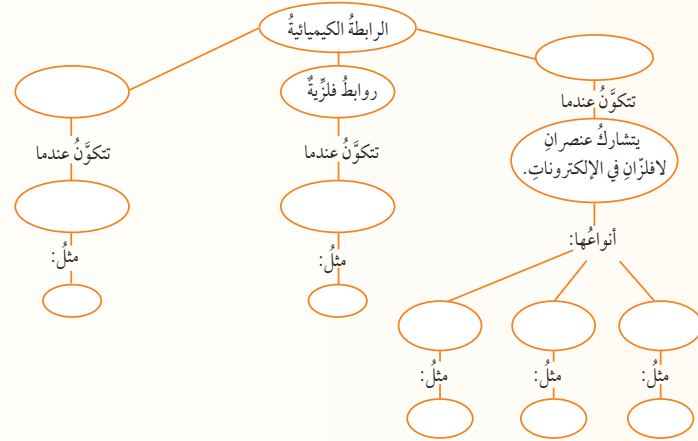 الرابطةُ الكيميائيةُ
روابطُ فلزِّيةٌ
تتكوَّنُ عندما
يتشاركُ عنصرانِ
لافلزّانِ في الإلكتروناتِ.
أنواعُها:
مثلُ:
مثلُ:
مثلُ:
تتكوَّنُ عندما
مثلُ:
تتكوَّنُ عندما
مثلُ: